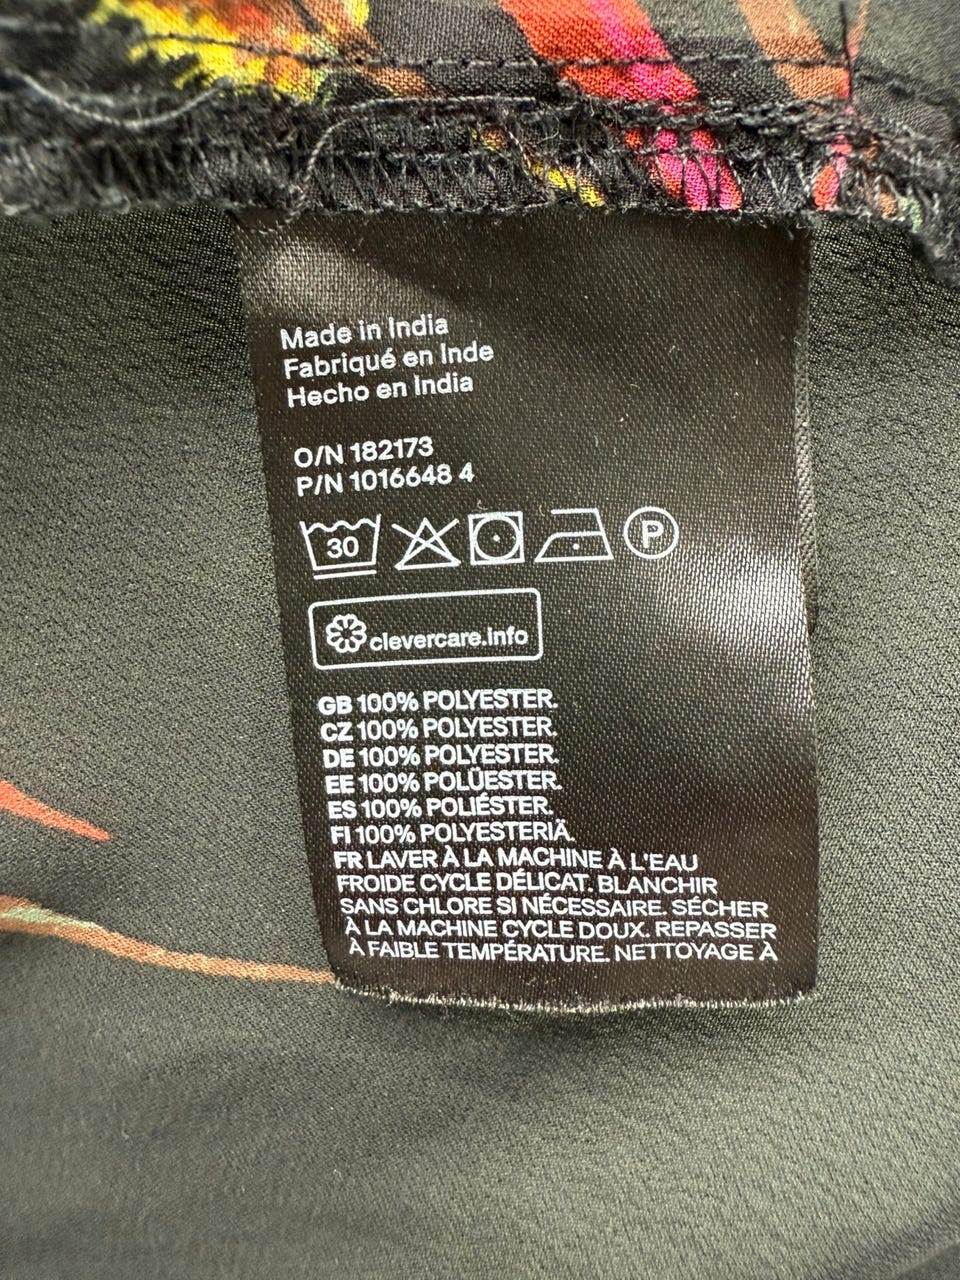 Made in India
Fabriqué en Inde
Hecho en India
O/N 182173
P/N 1016648 4
30 P
clevercare.info
GB 100% POLYESTER.
CZ 100% POLYESTER.
DE 100% POLYESTER.
EE 100% POLÜESTER.
ES 100% POLIÉSTER.
FI 100% POLYESTERIÄ.
FR LAVER À LA MACHINE À L'EAU
FROIDE CYCLE DÉLICAT. BLANCHIR
SANS CHLORE SI NÉCESSAIRE. SÉCHER
À LA MACHINE CYCLE DOUX. REPASSER
À FAIBLE TEMPÉRATURE. NETTOYAGE À